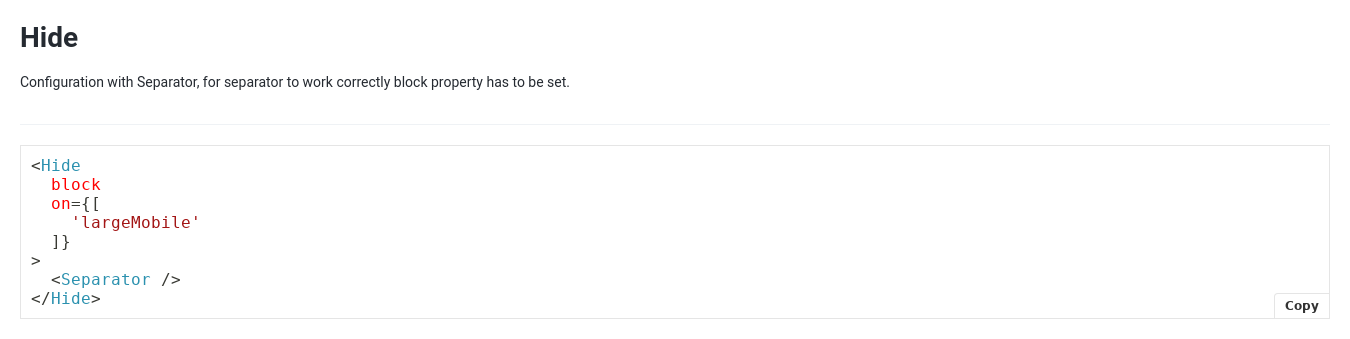 Hide
Configuration with Separator, for separator to work correctly block property has to be set.
<Hide
  block
  on={[
    'largeMobile'
  ]}
>
  <Separator />
</Hide>
Copy